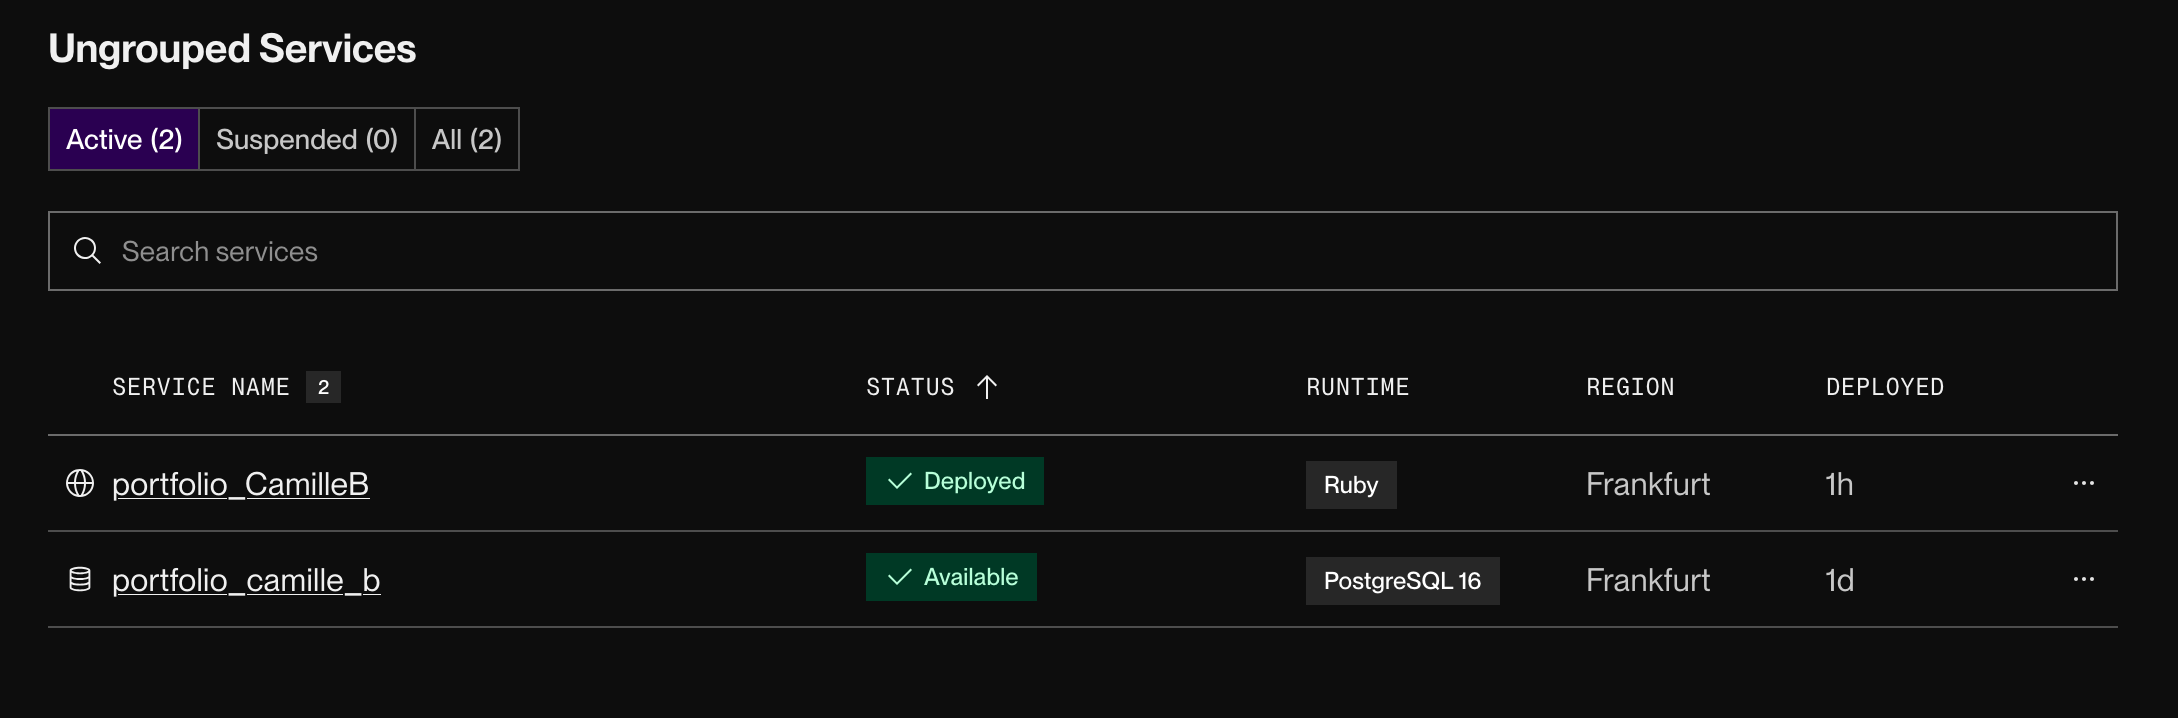 Ungrouped Services
Active (2) Suspended (0) All (2)
Search services
SERVICE NAME 2 STATUS RUNTIME REGION DEPLOYED
portfolio_CamilleB Deployed Ruby Frankfurt 1h
portfolio_camille_b Available PostgreSQL 16 Frankfurt 1d